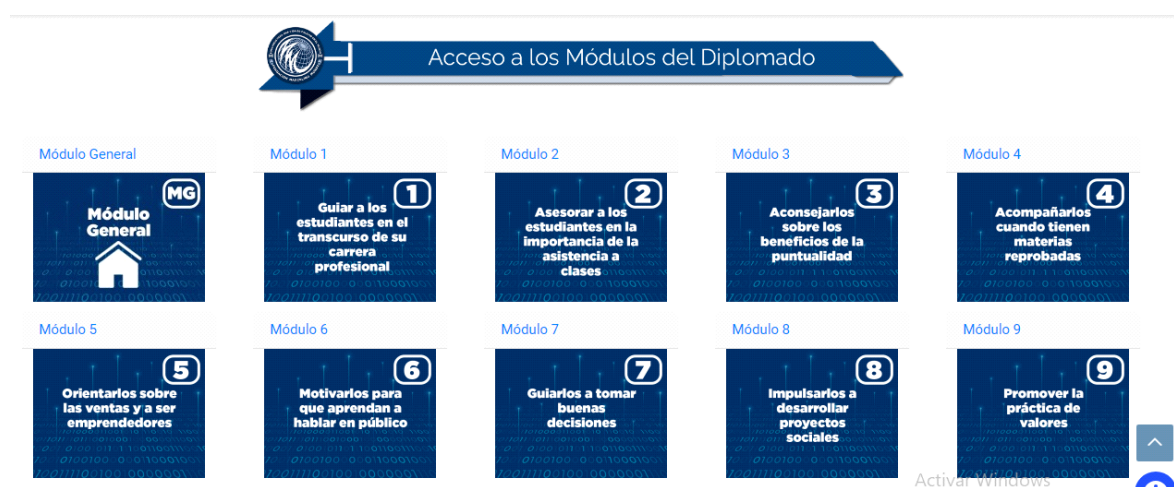 Acceso a los Módulos del Diplomado
Módulo General
MG
Módulo
General
Módulo 1
1
Guiar a los
estudiantes en el
transcurso de su
carrera
profesional
Módulo 2
2
Asesorar a los
estudiantes en la
importancia de la
asistencia a
clases
Módulo 3
3
Aconsejarlos
sobre los
beneficios de la
puntualidad
Módulo 4
4
Acompañarlos
cuando tienen
materias
reprobadas
Módulo 5
5
Orientarlos sobre
las ventas y a ser
emprendedores
Módulo 6
6
Motivarlos para
que aprendan a
hablar en público
Módulo 7
7
Guiarlos a tomar
buenas
decisiones
Módulo 8
8
Impulsarlos a
desarrollar
proyectos
sociales
Módulo 9
9
Promover la
práctica de
valores
Activar Windows